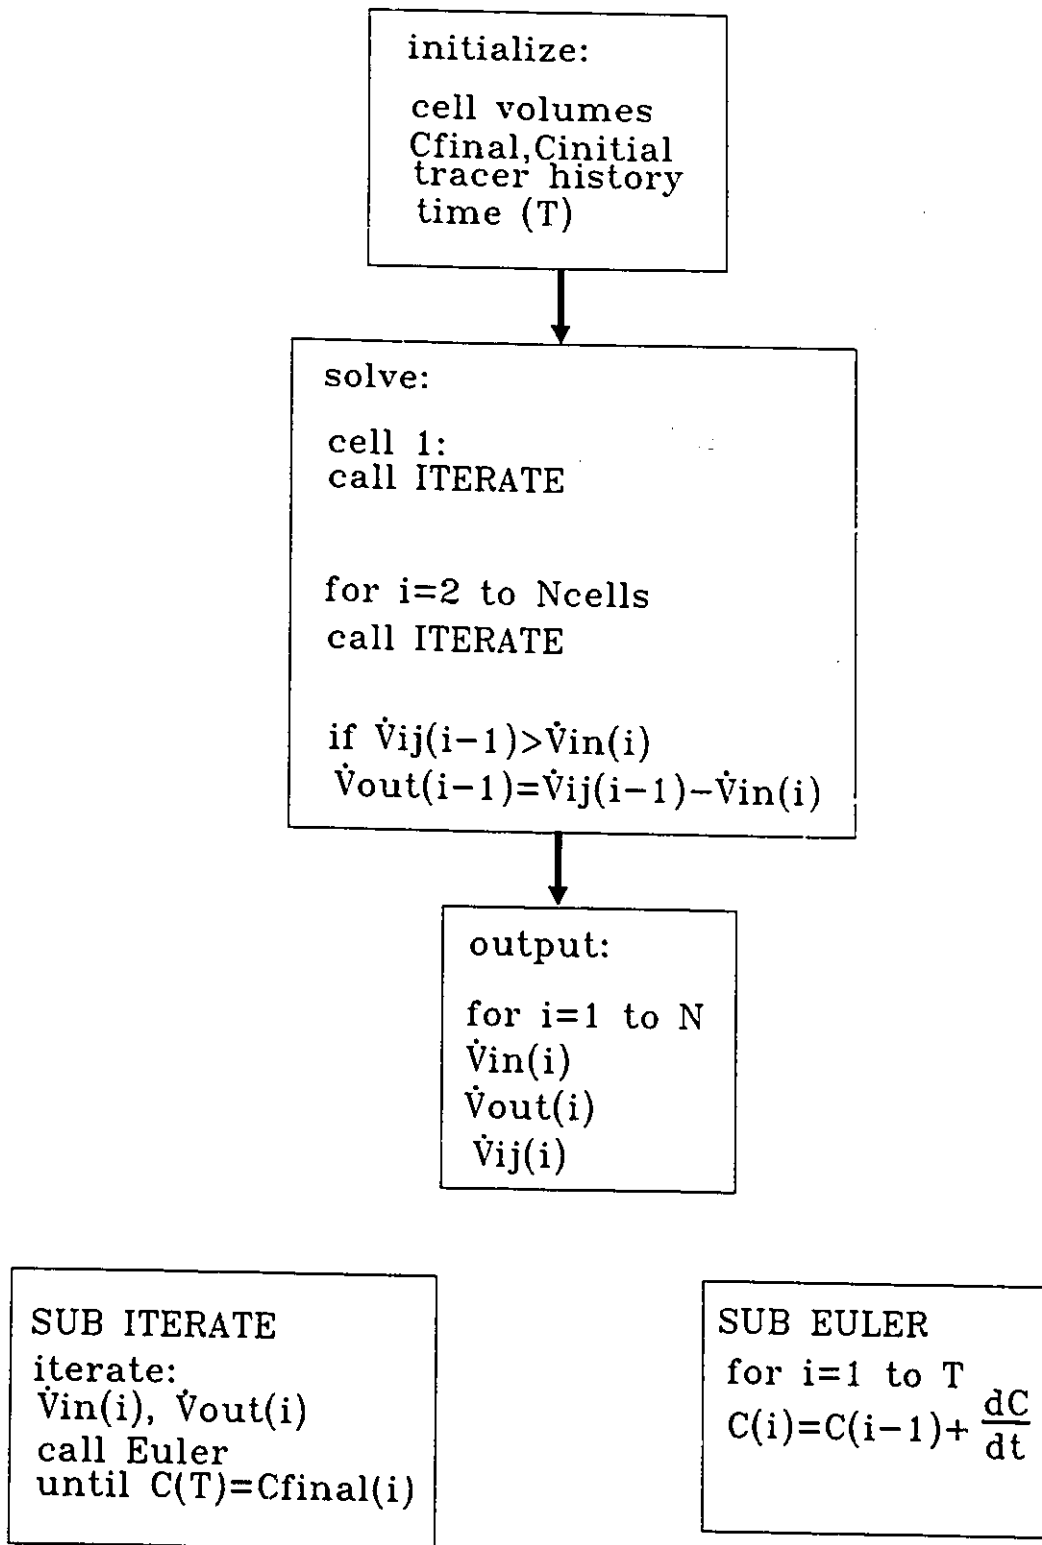 initialize:
cell volumes
Cfinal,Cinitial
tracer history
time (T)
solve:
cell 1:
call ITERATE
for i=2 to Ncells
call ITERATE
if V̇ij(i−1)>V̇in(i)
V̇out(i−1)=V̇ij(i−1)−V̇in(i)
output:
for i=1 to N
V̇in(i)
V̇out(i)
V̇ij(i)
SUB ITERATE
iterate:
V̇in(i), V̇out(i)
call Euler
until C(T)=Cfinal(i)
SUB EULER
for i=1 to T
C(i)=C(i−1)+ dC/dt